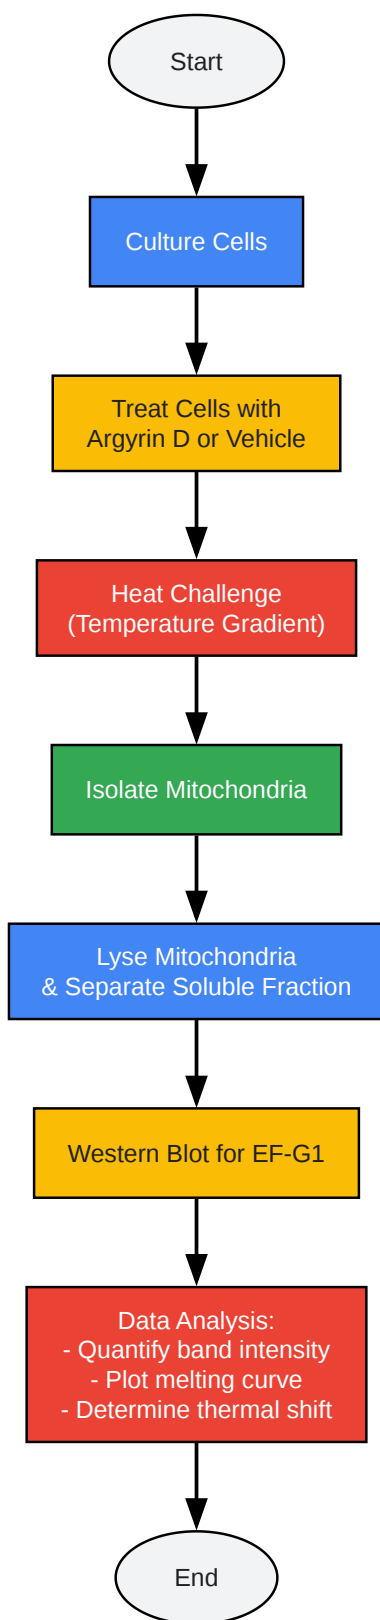 Start
Culture Cells
Treat Cells with
Argyrin D or Vehicle
Heat Challenge
(Temperature Gradient)
Isolate Mitochondria
Lyse Mitochondria
& Separate Soluble Fraction
Western Blot for EF-G1
Data Analysis:
- Quantify band intensity
- Plot melting curve
- Determine thermal shift
End